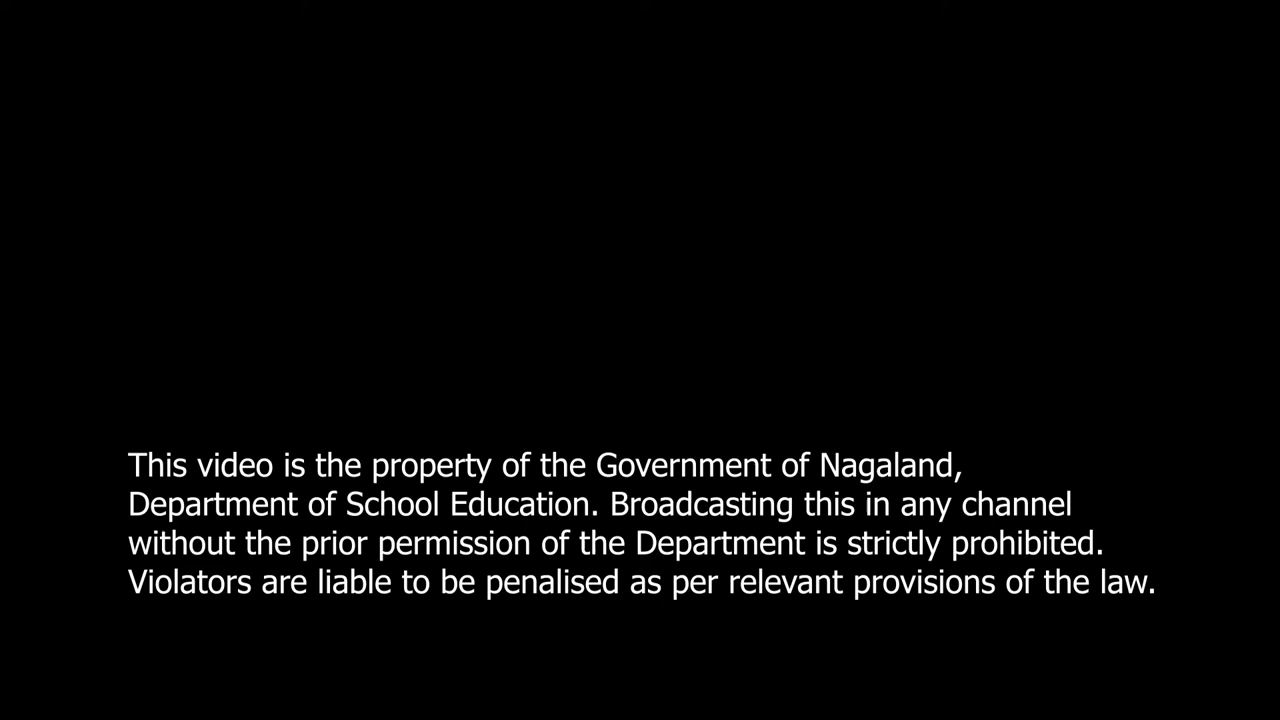 This video is the property of the Government of Nagaland,
Department of School Education. Broadcasting this in any channel
without the prior permission of the Department is strictly prohibited.
Violators are liable to be penalised as per relevant provisions of the law.